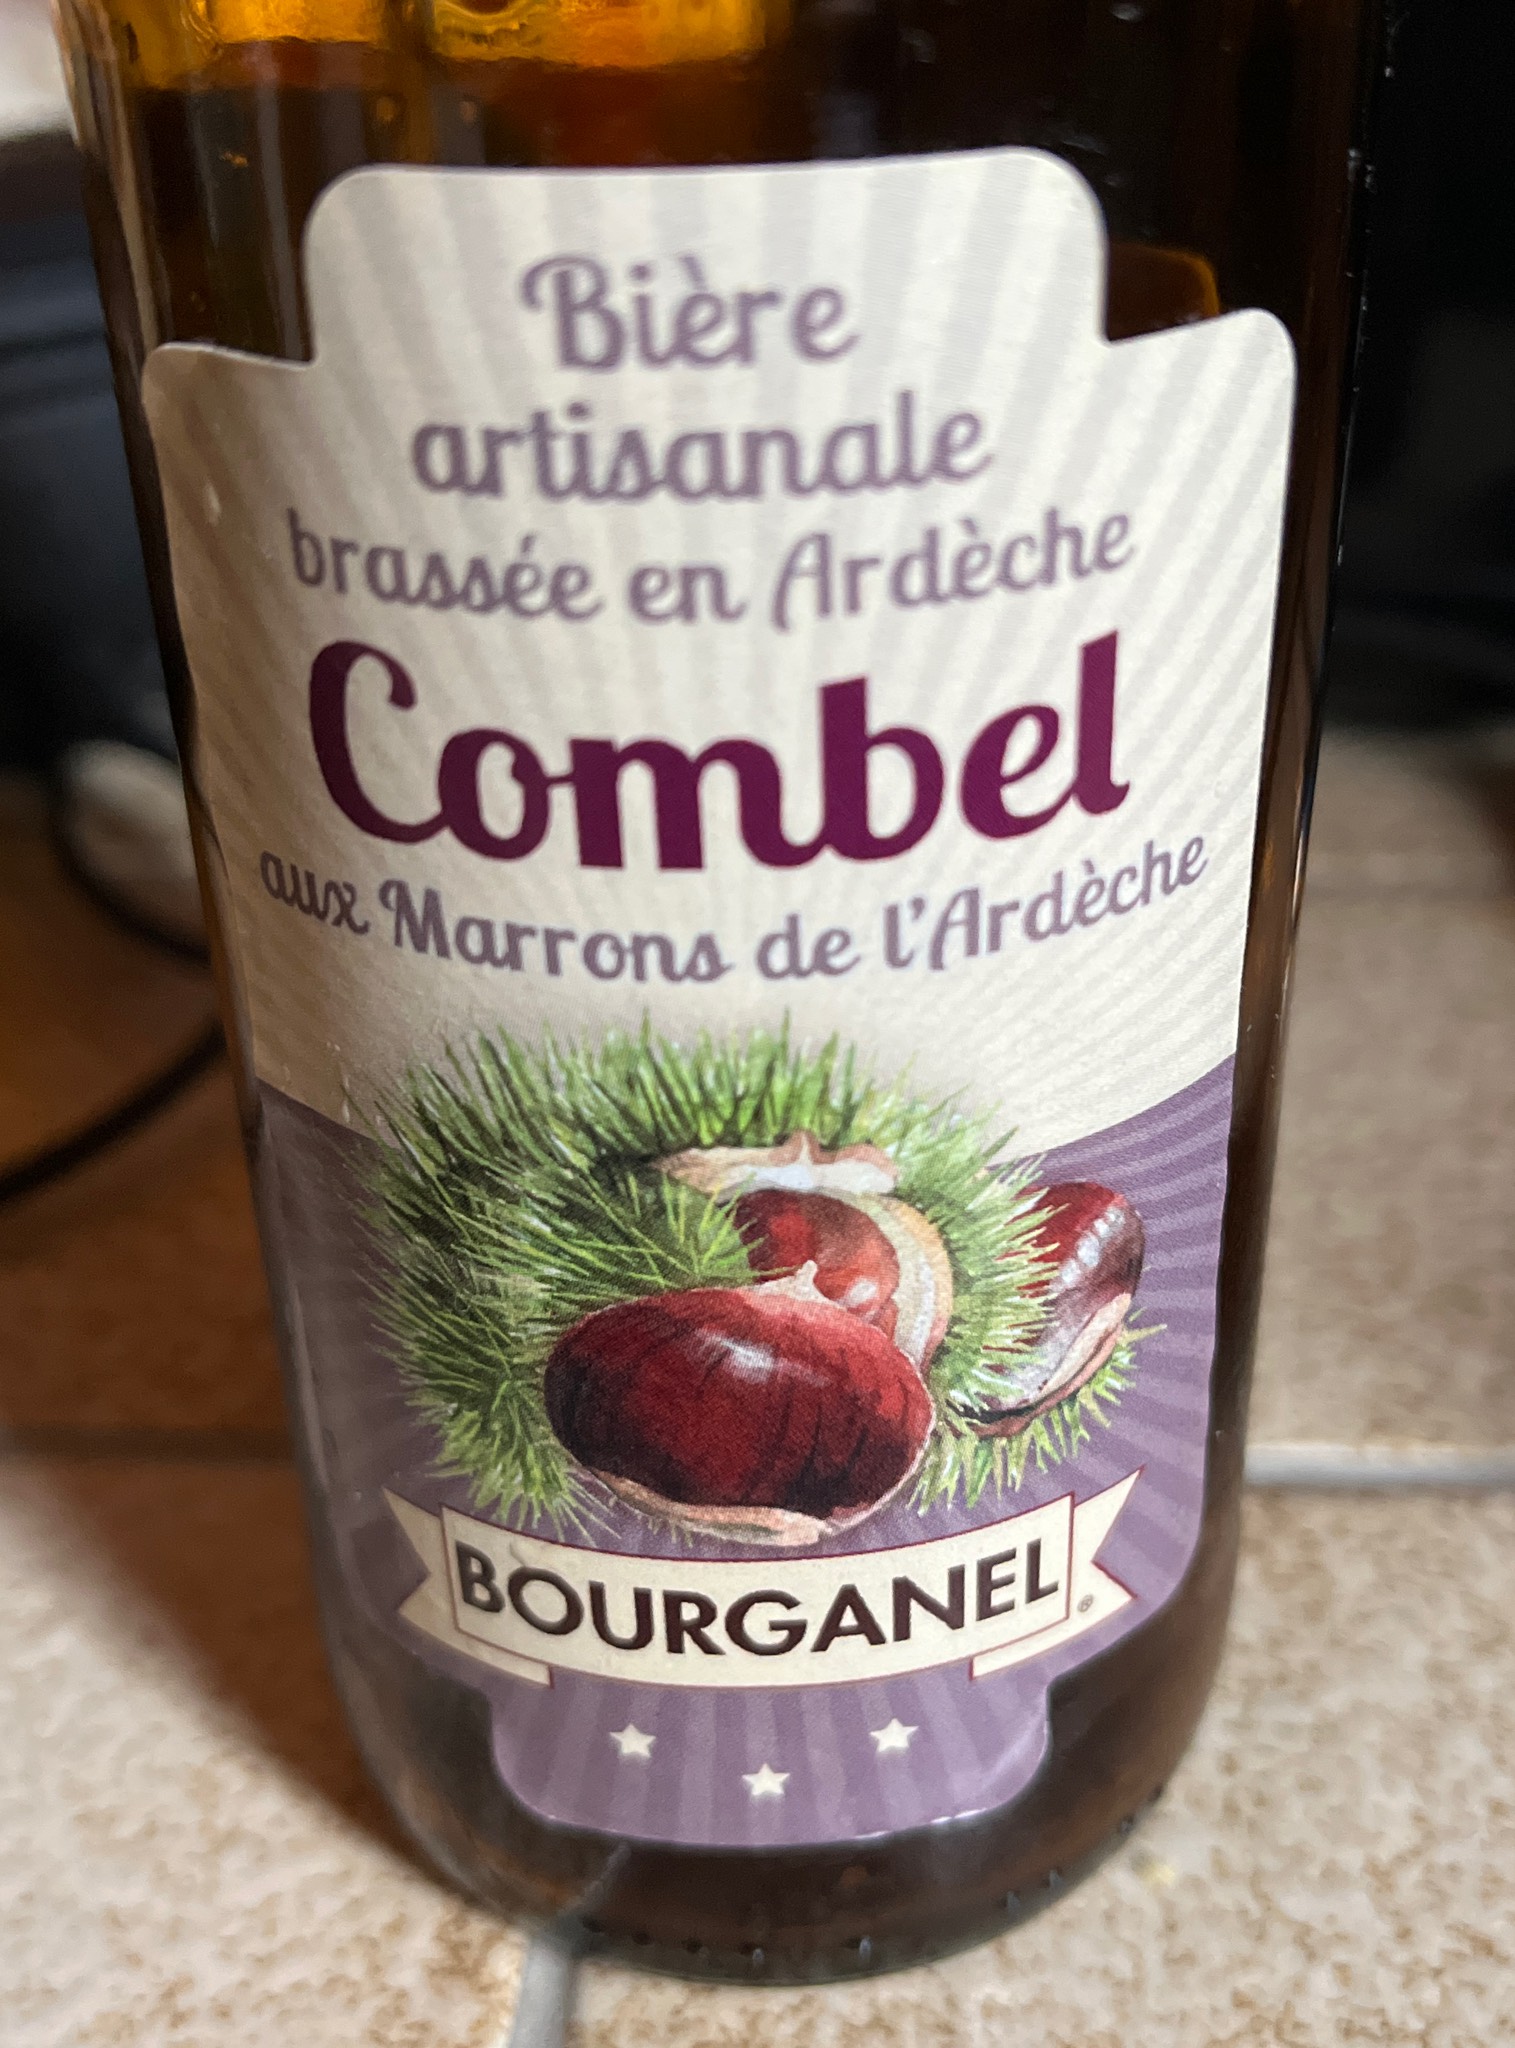 Bière
artisanale
brassée en Ardèche
Combel
aux Marrons de l'Ardèche
BOURGANEL®